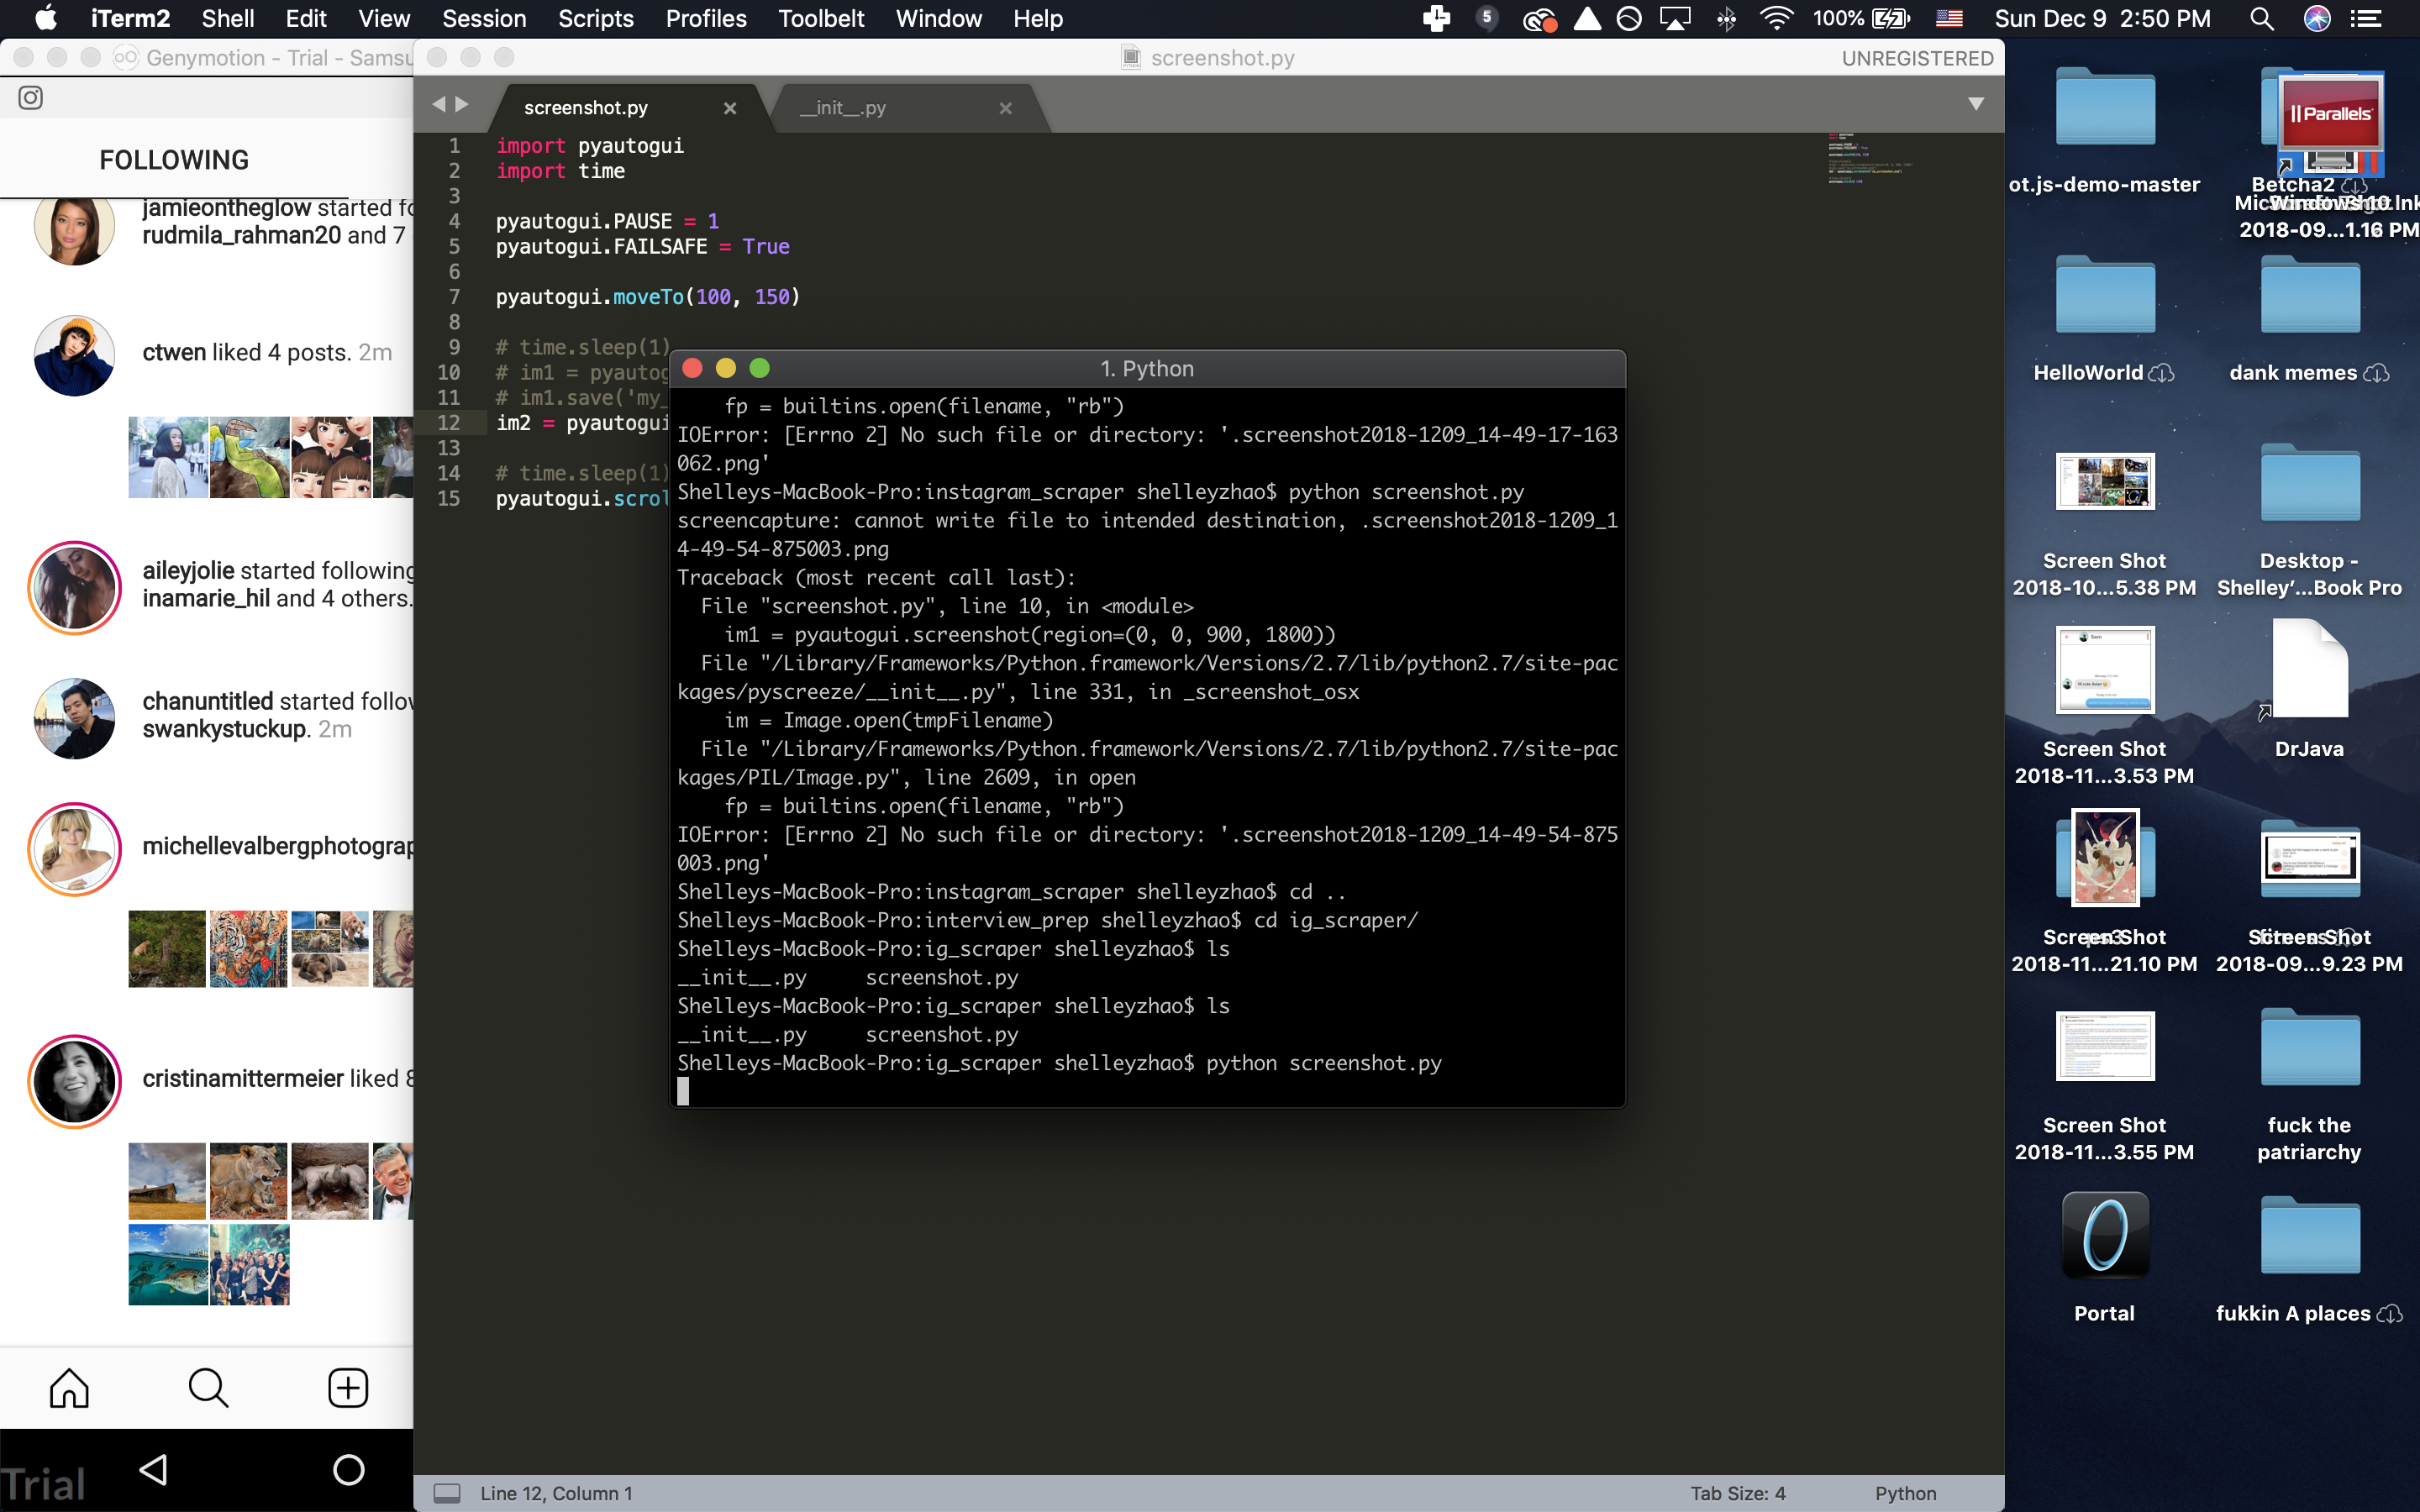 iTerm2 Shell Edit View Session Scripts Profiles Toolbelt Window Help
5 100% Sun Dec 9 2:50 PM
Genymotion - Trial - Samsu
FOLLOWING
jamieontheglow started fo
rudmila_rahman20 and 7
ctwen liked 4 posts. 2m
aileyjolie started following
inamarie_hil and 4 others.
chanuntitled started follow
swankystuckup. 2m
michellevalbergphotograp
cristinamittermeier liked 8
Trial
screenshot.py UNREGISTERED
screenshot.py __init__.py
1 import pyautogui
2 import time
3
4 pyautogui.PAUSE = 1
5 pyautogui.FAILSAFE = True
6
7 pyautogui.moveTo(100, 150)
8
9 # time.sleep(1)
10 # im1 = pyautog
11 # im1.save('my_
12 im2 = pyautogui
13
14 # time.sleep(1)
15 pyautogui.scrol
1. Python
fp = builtins.open(filename, "rb")
IOError: [Errno 2] No such file or directory: '.screenshot2018-1209_14-49-17-163
062.png'
Shelleys-MacBook-Pro:instagram_scraper shelleyzhao$ python screenshot.py
screencapture: cannot write file to intended destination, .screenshot2018-1209_1
4-49-54-875003.png
Traceback (most recent call last):
File "screenshot.py", line 10, in <module>
im1 = pyautogui.screenshot(region=(0, 0, 900, 1800))
File "/Library/Frameworks/Python.framework/Versions/2.7/lib/python2.7/site-pac
kages/pyscreeze/__init__.py", line 331, in _screenshot_osx
im = Image.open(tmpFilename)
File "/Library/Frameworks/Python.framework/Versions/2.7/lib/python2.7/site-pac
kages/PIL/Image.py", line 2609, in open
fp = builtins.open(filename, "rb")
IOError: [Errno 2] No such file or directory: '.screenshot2018-1209_14-49-54-875
003.png'
Shelleys-MacBook-Pro:instagram_scraper shelleyzhao$ cd ..
Shelleys-MacBook-Pro:interview_prep shelleyzhao$ cd ig_scraper/
Shelleys-MacBook-Pro:ig_scraper shelleyzhao$ ls
__init__.py screenshot.py
Shelleys-MacBook-Pro:ig_scraper shelleyzhao$ ls
__init__.py screenshot.py
Shelleys-MacBook-Pro:ig_scraper shelleyzhao$ python screenshot.py
Line 12, Column 1 Tab Size: 4 Python
|| Parallels
ot.js-demo-master
Betcha2
2018-09...1.16 PM
HelloWorld
dank memes
Screen Shot
2018-10...5.38 PM
Desktop -
Shelley'...Book Pro
Screen Shot
2018-11...3.53 PM
DrJava
Screen Shot
2018-11...21.10 PM
Screen Shot
2018-09...9.23 PM
Screen Shot
2018-11...3.55 PM
fuck the
patriarchy
Portal
fukkin A places